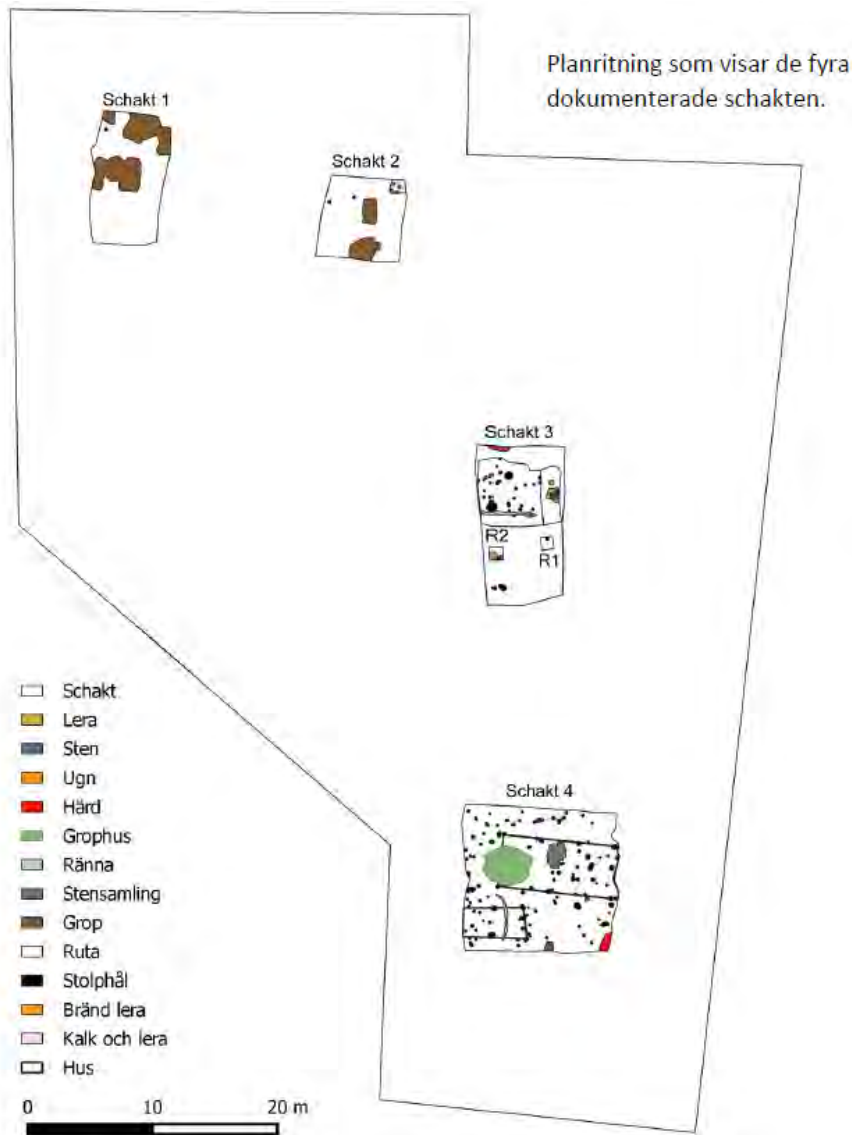 Planritning som visar de fyra
dokumenterade schakten.
Schakt 1
Schakt 2
Schakt 3
R2
R1
Schakt 4
Schakt
Lera
Sten
Ugn
Härd
Grophus
Ränna
Stensamling
Grop
Ruta
Stolphål
Bränd lera
Kalk och lera
Hus
0 10 20 m